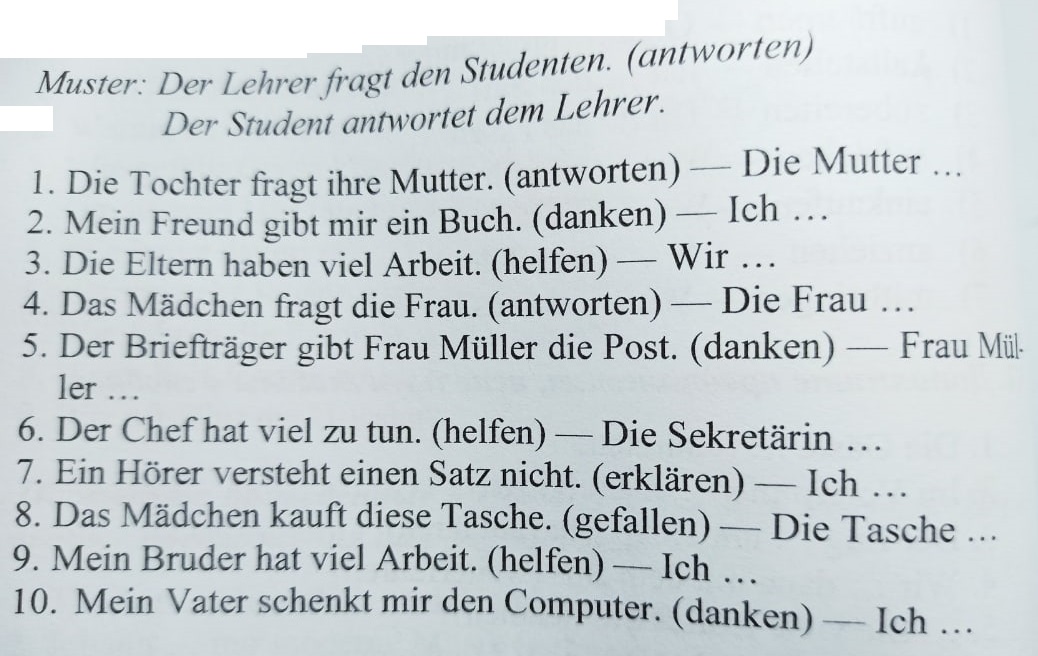 Muster: Der Lehrer fragt den Studenten. (antworten)
Der Student antwortet dem Lehrer.
1. Die Tochter fragt ihre Mutter. (antworten) — Die Mutter ...
2. Mein Freund gibt mir ein Buch. (danken) — Ich ...
3. Die Eltern haben viel Arbeit. (helfen) — Wir ...
4. Das Mädchen fragt die Frau. (antworten) — Die Frau ...
5. Der Briefträger gibt Frau Müller die Post. (danken) — Frau Mül-
ler ...
6. Der Chef hat viel zu tun. (helfen) — Die Sekretärin ...
7. Ein Hörer versteht einen Satz nicht. (erklären) — Ich ...
8. Das Mädchen kauft diese Tasche. (gefallen) — Die Tasche ...
9. Mein Bruder hat viel Arbeit. (helfen) — Ich ...
10. Mein Vater schenkt mir den Computer. (danken) — Ich ...